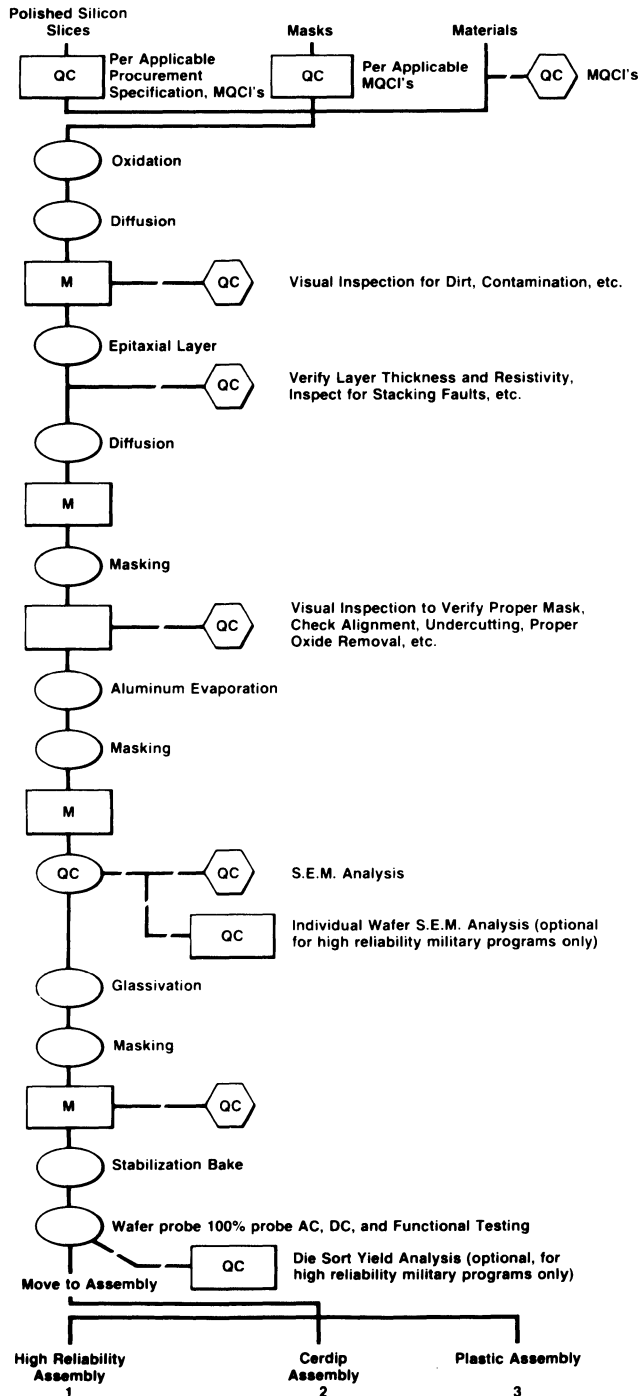 Polished Silicon
Slices
Masks
Materials
QC
Per Applicable
Procurement
Specification, MQCI's
QC
Per Applicable
MQCI's
QC
MQCI's
Oxidation
Diffusion
M
QC
Visual Inspection for Dirt, Contamination, etc.
Epitaxial Layer
QC
Verify Layer Thickness and Resistivity,
Inspect for Stacking Faults, etc.
Diffusion
M
Masking
QC
Visual Inspection to Verify Proper Mask,
Check Alignment, Undercutting, Proper
Oxide Removal, etc.
Aluminum Evaporation
Masking
M
QC
QC
S.E.M. Analysis
QC
Individual Wafer S.E.M. Analysis (optional
for high reliability military programs only)
Glassivation
Masking
M
QC
Stabilization Bake
Wafer probe 100% probe AC, DC, and Functional Testing
QC
Die Sort Yield Analysis (optional, for
high reliability military programs only)
Move to Assembly
High Reliability
Assembly
1
Cerdip
Assembly
2
Plastic Assembly
3